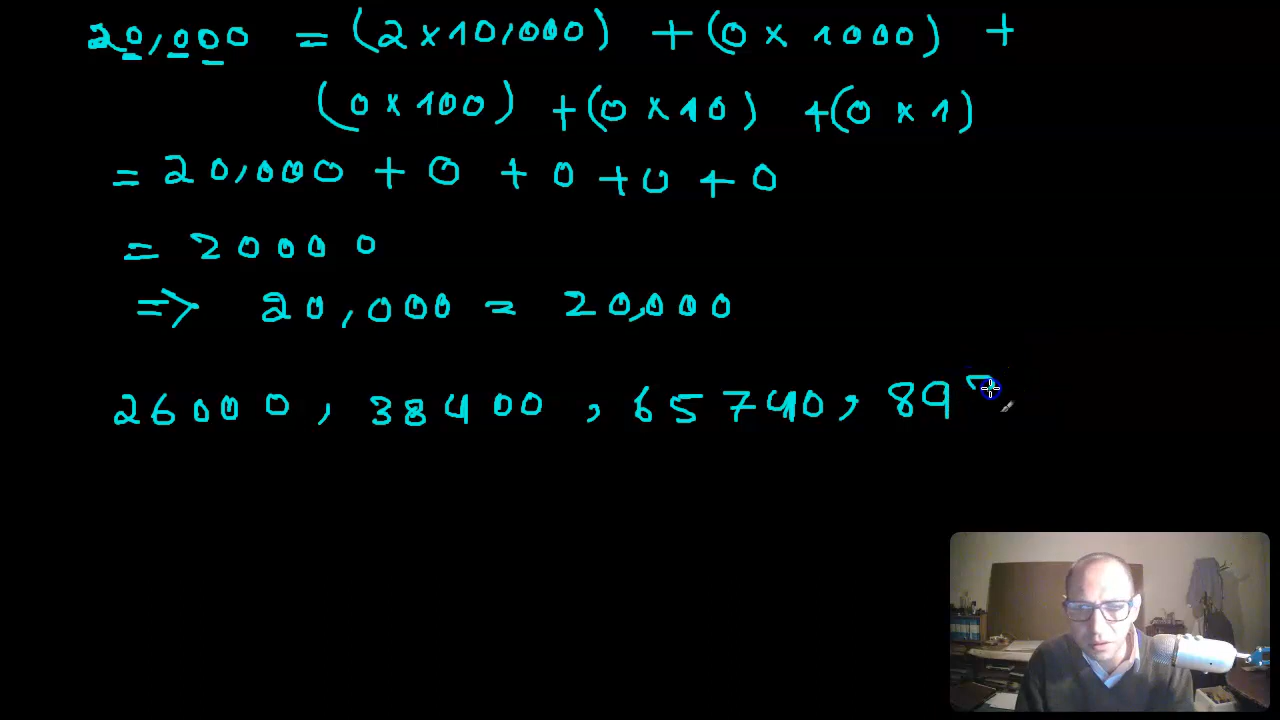 20,000 = (2 × 10,000) + (0 × 1000) +
(0 × 100) + (0 × 10) + (0 × 1)
= 20,000 + 0 + 0 + 0 + 0
= 20000
=> 20,000 = 20,000
26000, 38400, 65740, 89